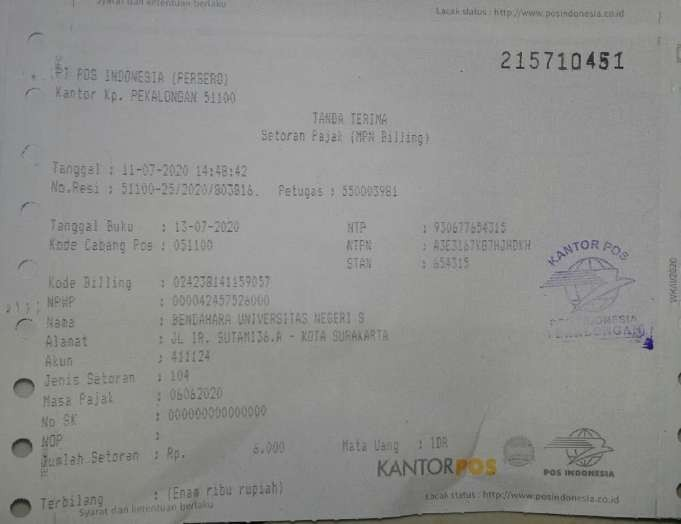 Syarat dan ketentuan berlaku
Lacak status : http://www.posindonesia.co.id
215710451
PT POS INDONESIA (PERSERO)
Kantor Kp. PEKALONGAN 51100
TANDA TERIMA
Setoran Pajak (MPN Billing)
Tanggal : 11-07-2020 14:48:42
No.Resi : 51100-25/2020/803816. Petugas : 550003981
Tanggal Buku : 13-07-2020 NTP : 930677654315
Kode Cabang Pos : 051100 NTPN :
STAN : 654315
Kode Billing : 024238141159057
NPWP : 000042457526000
Nama : BENDAHARA UNIVERSITAS NEGERI S
Alamat : JL IR. SUTAMI36.A - KOTA SURAKARTA
Akun : 411124
Jenis Setoran : 104
Masa Pajak : 06062020
No SK : 000000000000000
NOP :
Jumlah Setoran : Rp. 6.000 Mata Uang : IDR
Terbilang : (Enam ribu rupiah)
KANTOR POS
POS INDONESIA
PEKALONGAN
KANTORPOS
POS INDONESIA
Syarat dan ketentuan berlaku
Lacak status : http://www.posindonesia.co.id